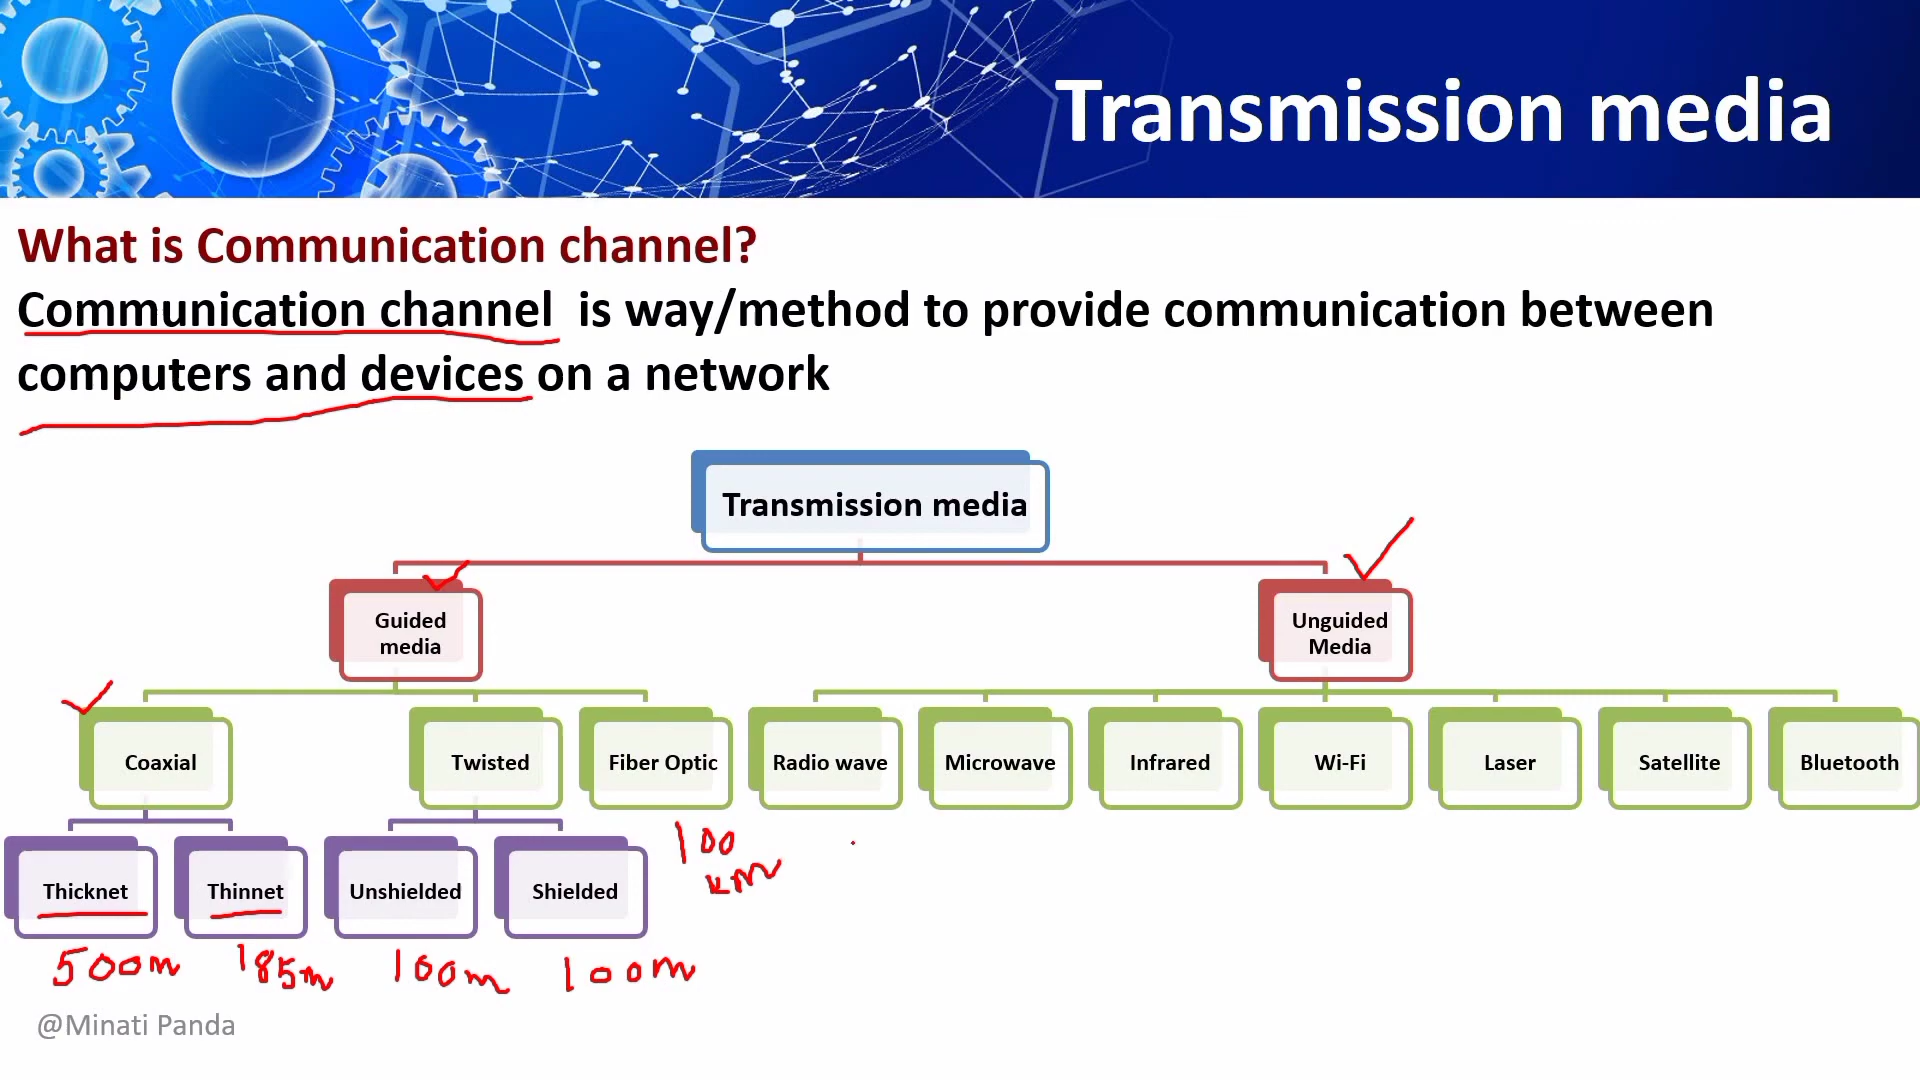 Transmission media
What is Communication channel?
Communication channel is way/method to provide communication between
computers and devices on a network
Transmission media
Guided
media
Unguided
Media
Coaxial
Twisted
Fiber Optic
Radio wave
Microwave
Infrared
Wi-Fi
Laser
Satellite
Bluetooth
100
km
Thicknet
Thinnet
Unshielded
Shielded
500m
185m
100m
100m
@Minati Panda